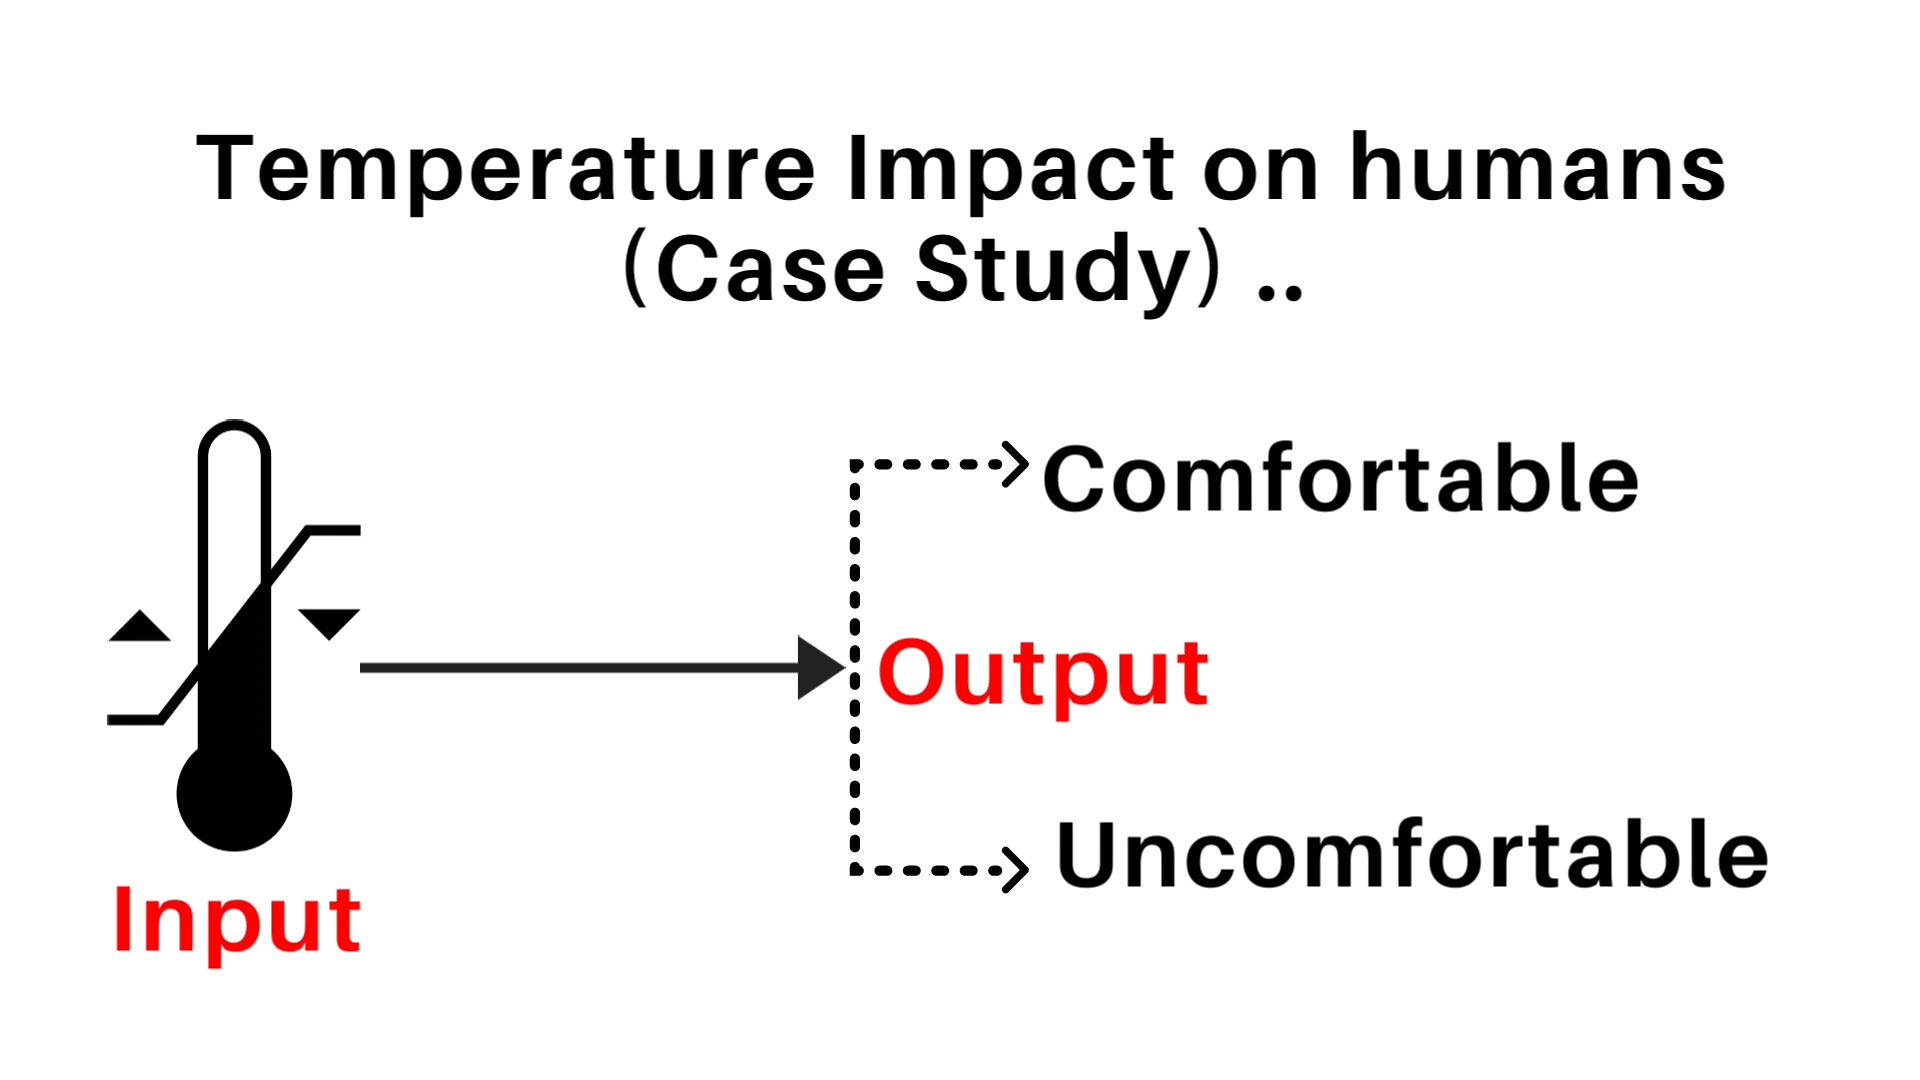 Temperature Impact on humans
(Case Study) ..
Comfortable
Output
Uncomfortable
Input